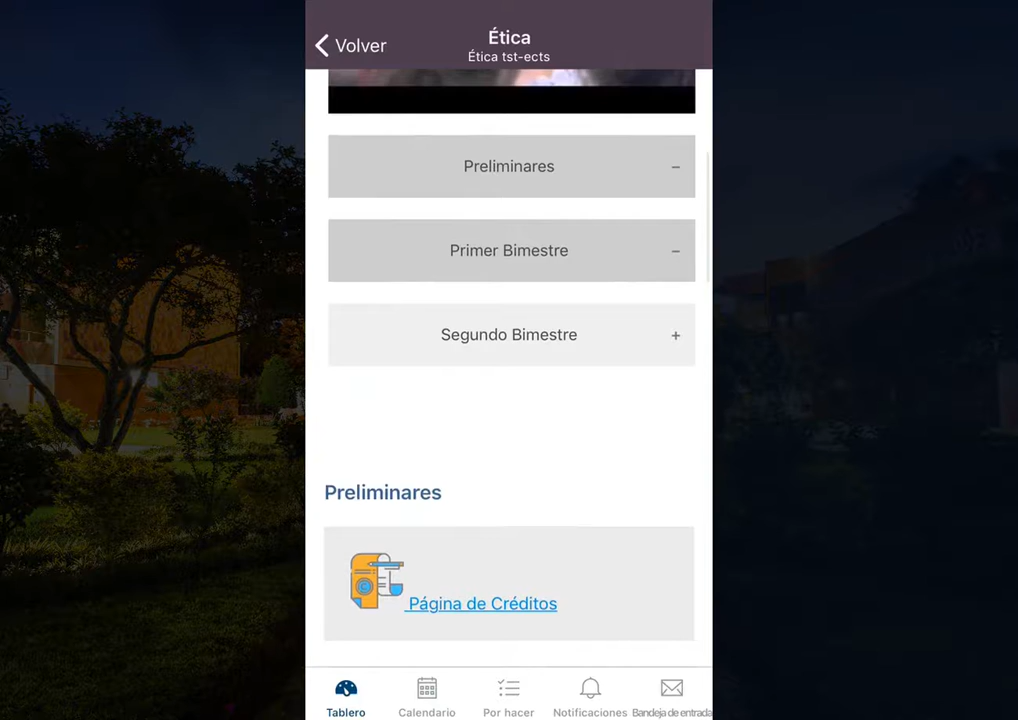 Volver
Ética
Ética tst-ects
Preliminares −
Primer Bimestre −
Segundo Bimestre +
Preliminares
Página de Créditos
Tablero
Calendario
Por hacer
Notificaciones
Bandeja de entrada